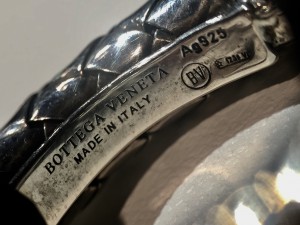 Ag925
BV
BOTTEGA VENETA
MADE IN ITALY